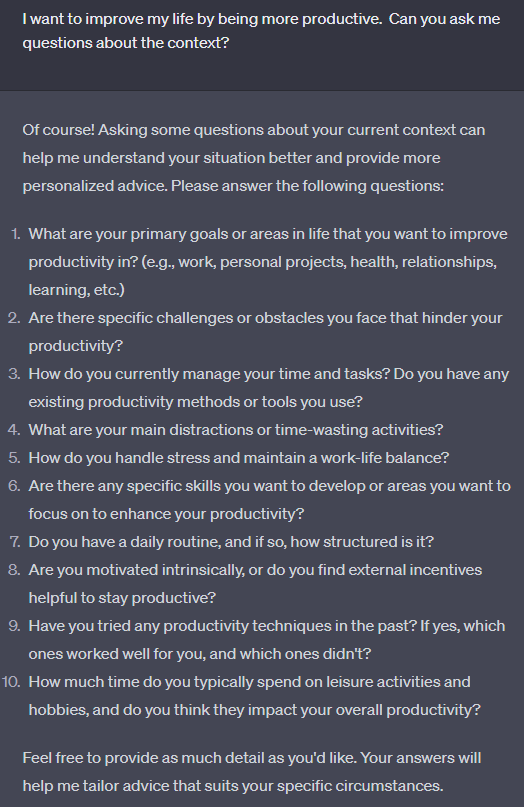 I want to improve my life by being more productive.  Can you ask me
questions about the context?
Of course! Asking some questions about your current context can
help me understand your situation better and provide more
personalized advice. Please answer the following questions:
1. What are your primary goals or areas in life that you want to improve
productivity in? (e.g., work, personal projects, health, relationships,
learning, etc.)
2. Are there specific challenges or obstacles you face that hinder your
productivity?
3. How do you currently manage your time and tasks? Do you have any
existing productivity methods or tools you use?
4. What are your main distractions or time-wasting activities?
5. How do you handle stress and maintain a work-life balance?
6. Are there any specific skills you want to develop or areas you want to
focus on to enhance your productivity?
7. Do you have a daily routine, and if so, how structured is it?
8. Are you motivated intrinsically, or do you find external incentives
helpful to stay productive?
9. Have you tried any productivity techniques in the past? If yes, which
ones worked well for you, and which ones didn't?
10. How much time do you typically spend on leisure activities and
hobbies, and do you think they impact your overall productivity?
Feel free to provide as much detail as you'd like. Your answers will
help me tailor advice that suits your specific circumstances.